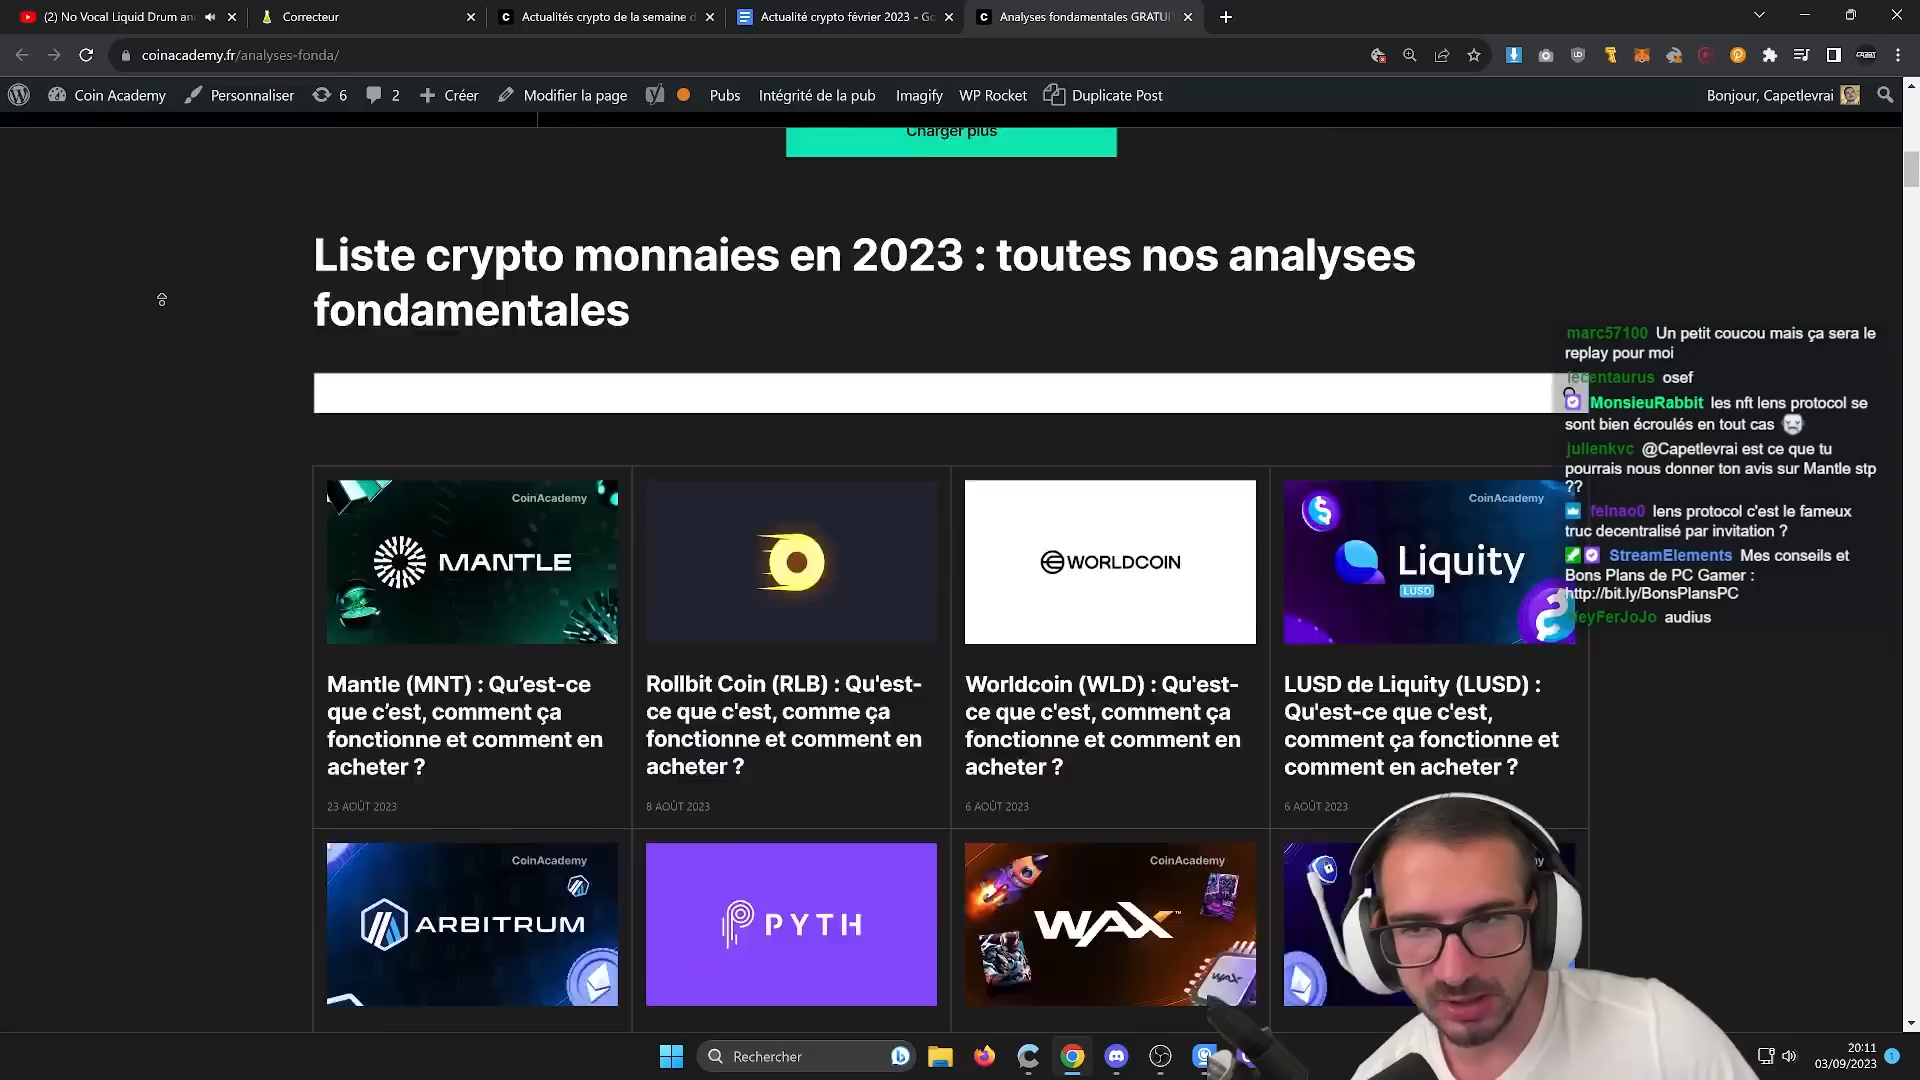 (2) No Vocal Liquid Drum an
Correcteur
Actualités crypto de la semaine d
Actualité crypto février 2023 - Go
Analyses fondamentales GRATUI
coinacademy.fr/analyses-fonda/
Coin Academy
Personnaliser
6
2
Créer
Modifier la page
Pubs
Intégrité de la pub
Imagify
WP Rocket
Duplicate Post
Bonjour, Capetlevrai
Charger plus
Liste crypto monnaies en 2023 : toutes nos analyses
fondamentales
marc57100 Un petit coucou mais ça sera le
replay pour moi
lecentaurus osef
MonsieuRabbit les nft lens protocol se
sont bien écroulés en tout cas
julienkvc @Capetlevrai est ce que tu
pourrais nous donner ton avis sur Mantle stp
??
felnao0 lens protocol c'est le fameux
truc decentralisé par invitation ?
StreamElements Mes conseils et
Bons Plans de PC Gamer :
http://bit.ly/BonsPlansPC
audius
CoinAcademy
MANTLE
WORLDCOIN
CoinAcademy
Liquity
LUSD
Mantle (MNT) : Qu’est-ce
que c’est, comment ça
fonctionne et comment en
acheter ?
23 AOÛT 2023
Rollbit Coin (RLB) : Qu'est-
ce que c'est, comme ça
fonctionne et comment en
acheter ?
8 AOÛT 2023
Worldcoin (WLD) : Qu'est-
ce que c'est, comment ça
fonctionne et comment en
acheter ?
6 AOÛT 2023
LUSD de Liquity (LUSD) :
Qu'est-ce que c'est,
comment ça fonctionne et
comment en acheter ?
6 AOÛT 2023
CoinAcademy
ARBITRUM
PYTH
CoinAcademy
WAX
WAX
Rechercher
20:11
03/09/2023